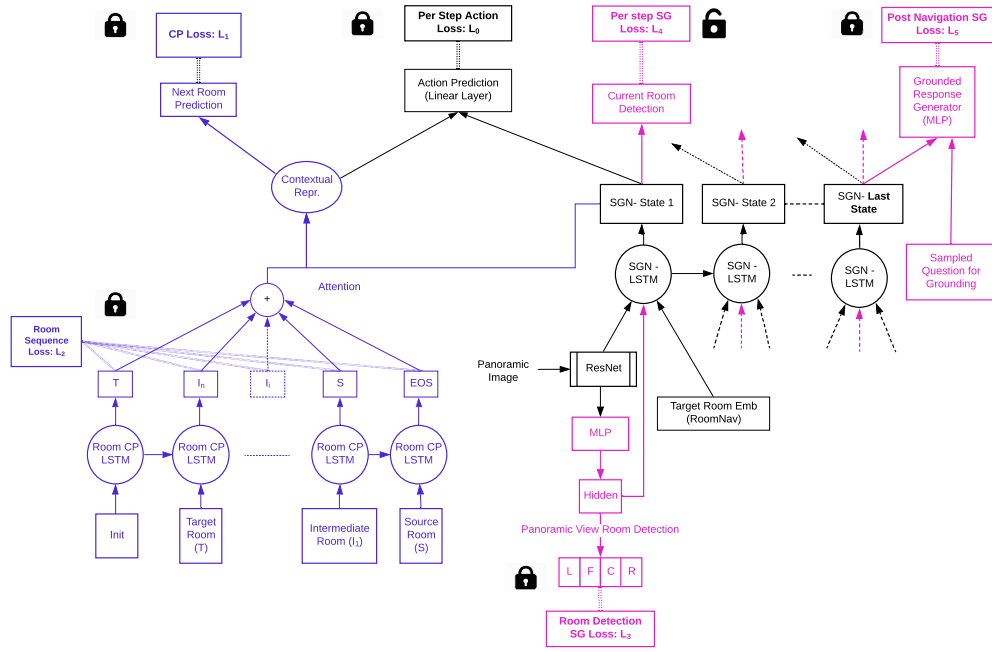 CP Loss: L₁
Per Step Action
Loss: L₀
Per step SG
Loss: L₄
Post Navigation SG
Loss: L₅
Next Room
Prediction
Action Prediction
(Linear Layer)
Current Room
Detection
Grounded
Response
Generator
(MLP)
Contextual
Repr.
SGN- State 1
SGN- State 2
SGN- Last
State
SGN -
LSTM
SGN -
LSTM
SGN -
LSTM
Sampled
Question for
Grounding
Attention
+
Room
Sequence
Loss: L₂
T
Iₙ
Iᵢ
S
EOS
Panoramic
Image
ResNet
Target Room Emb
(RoomNav)
MLP
Room CP
LSTM
Room CP
LSTM
Room CP
LSTM
Room CP
LSTM
Hidden
Init
Target
Room
(T)
Intermediate
Room (I₁)
Source
Room
(S)
Panoramic View Room Detection
L F C R
Room Detection
SG Loss: L₃